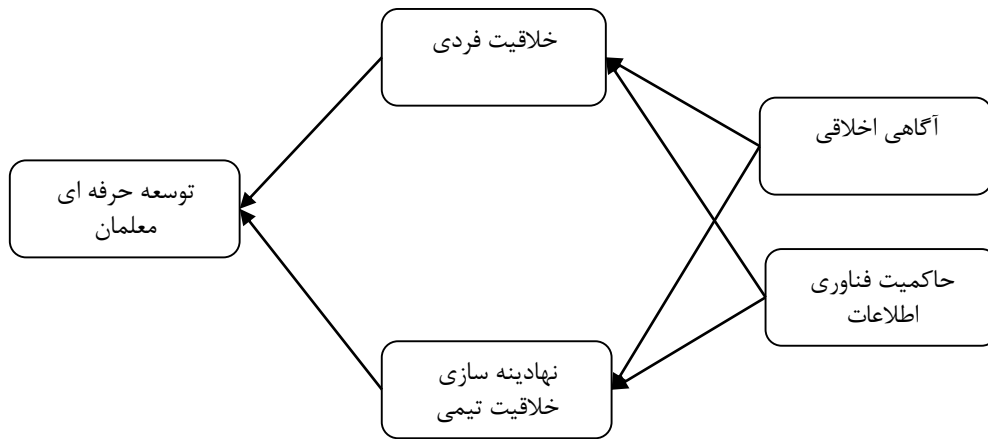 خلاقیت فردی
آگاهی اخلاقی
توسعه حرفه ای
معلمان
حاکمیت فناوری
اطلاعات
نهادینه سازی
خلاقیت تیمی